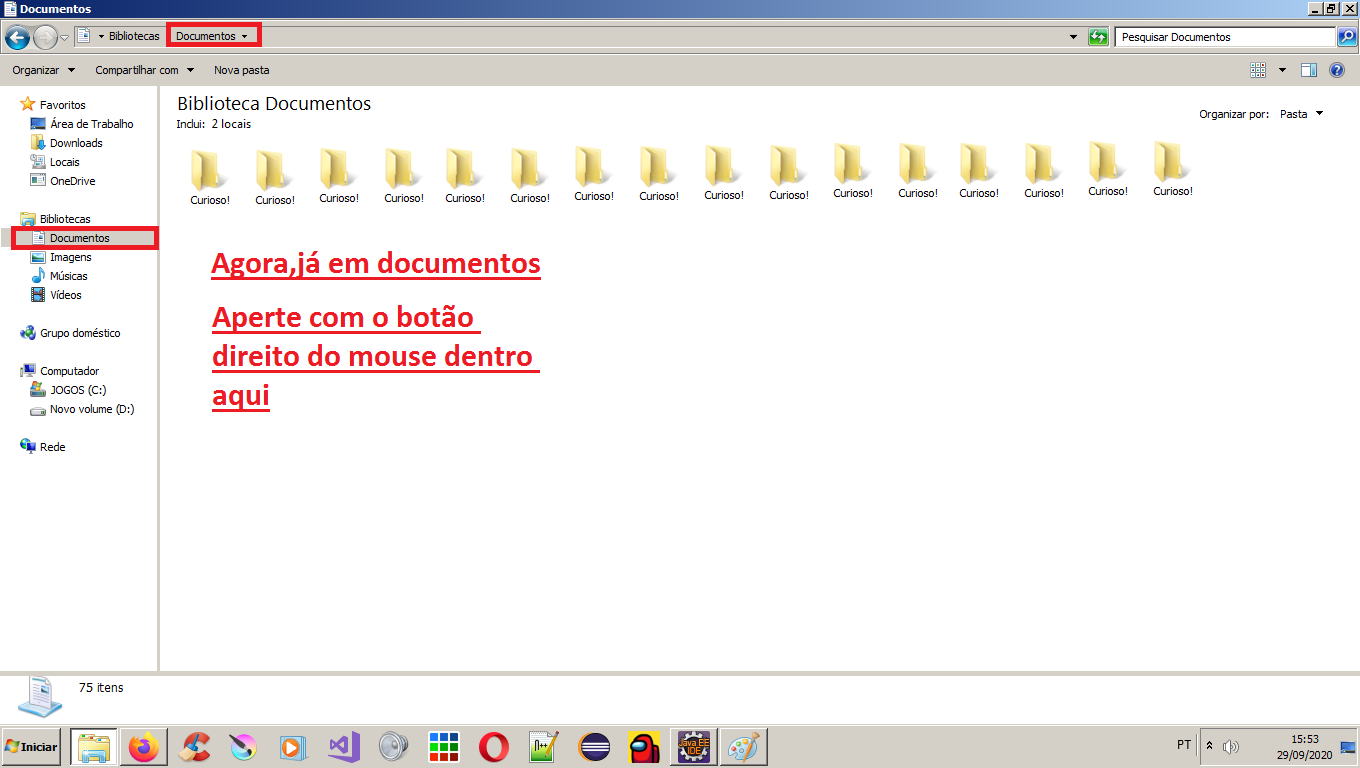 Documentos
Bibliotecas Documentos
Pesquisar Documentos
Organizar Compartilhar com Nova pasta
Favoritos
Área de Trabalho
Downloads
Locais
OneDrive
Bibliotecas
Documentos
Imagens
Músicas
Vídeos
Grupo doméstico
Computador
JOGOS (C:)
Novo volume (D:)
Rede
Biblioteca Documentos
Inclui: 2 locais
Organizar por: Pasta
Curioso! Curioso! Curioso! Curioso! Curioso! Curioso! Curioso! Curioso! Curioso! Curioso! Curioso! Curioso! Curioso! Curioso! Curioso! Curioso!
Agora,já em documentos
Aperte com o botão
direito do mouse dentro
aqui
75 itens
Iniciar
n++
Java EE
IDE
PT
15:53
29/09/2020